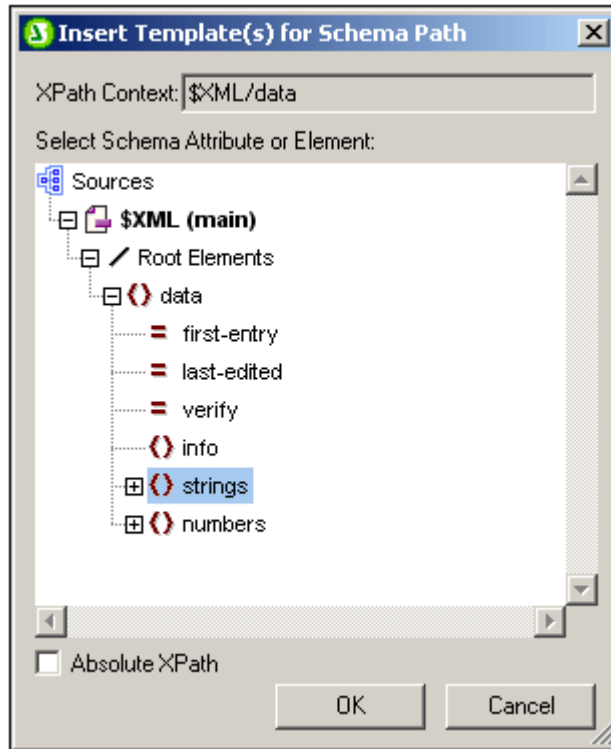 Insert Template(s) for Schema Path
XPath Context: $XML/data
Select Schema Attribute or Element:
Sources
$XML (main)
Root Elements
data
first-entry
last-edited
verify
info
strings
numbers
Absolute XPath
OK Cancel